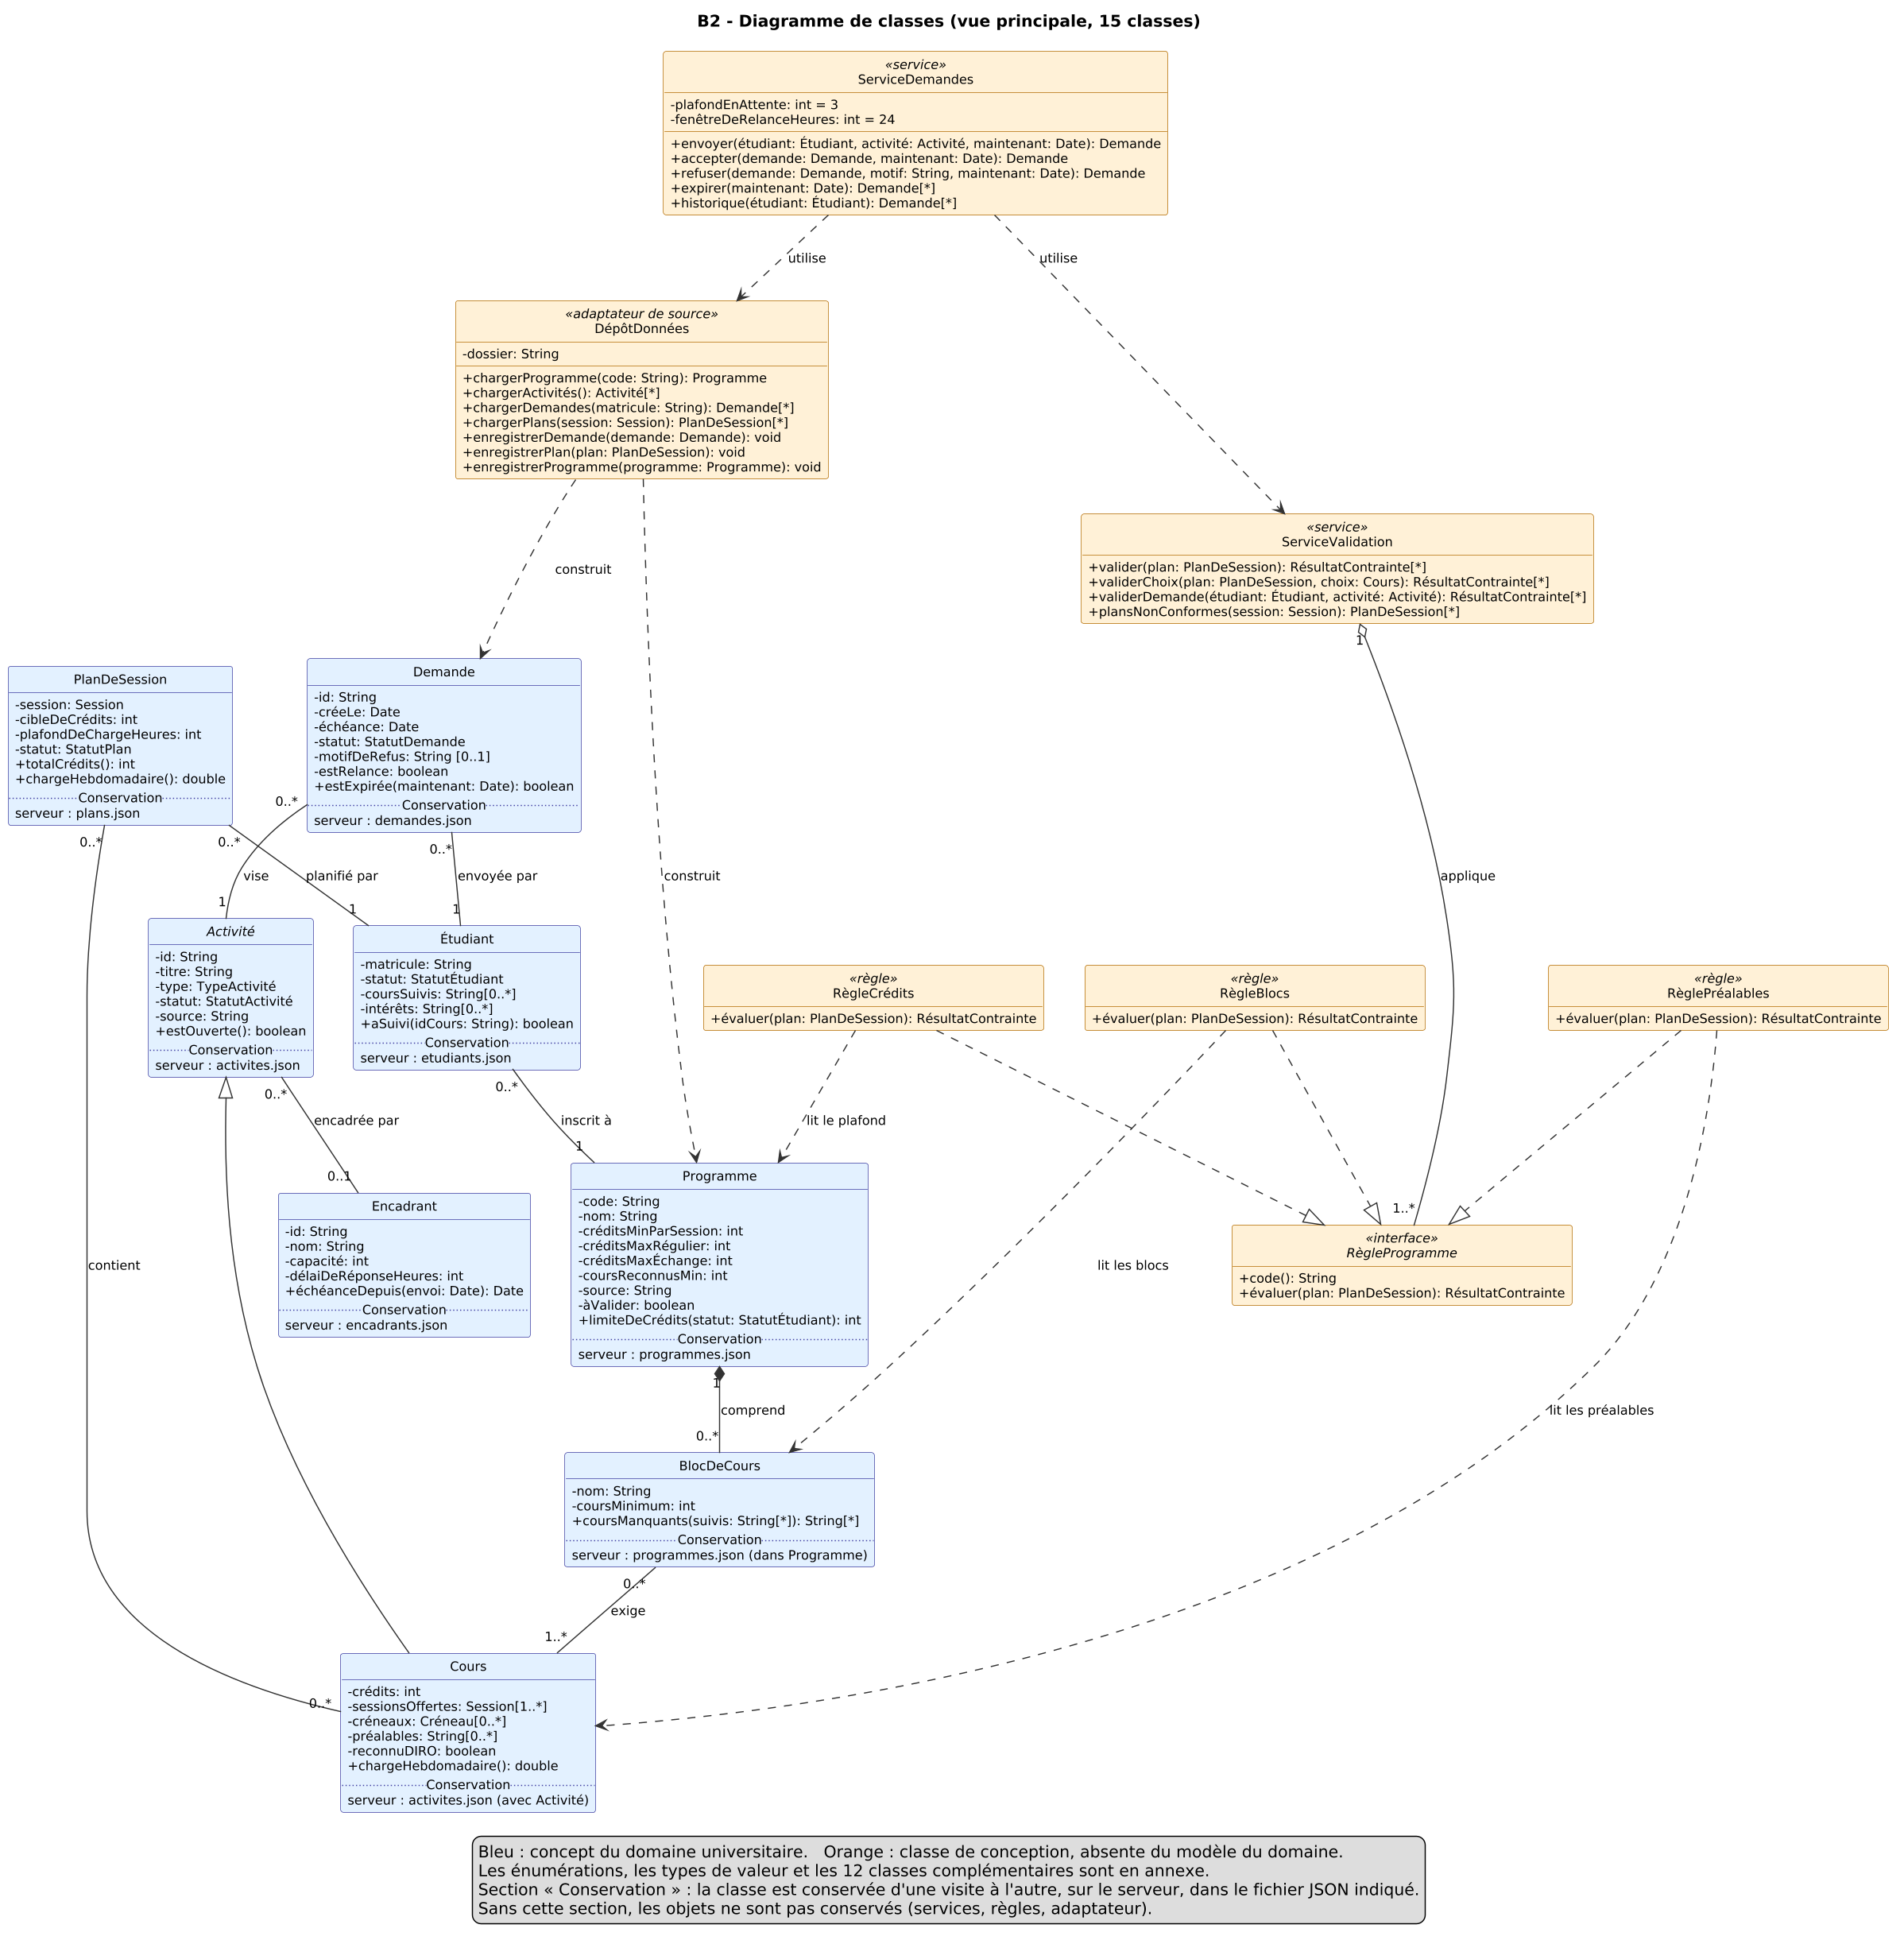 B2 - Diagramme de classes (vue principale, 15 classes)
«service»
ServiceDemandes
-plafondEnAttente: int = 3
-fenêtreDeRelanceHeures: int = 24
+envoyer(étudiant: Étudiant, activité: Activité, maintenant: Date): Demande
+accepter(demande: Demande, maintenant: Date): Demande
+refuser(demande: Demande, motif: String, maintenant: Date): Demande
+expirer(maintenant: Date): Demande[*]
+historique(étudiant: Étudiant): Demande[*]
utilise
utilise
«adaptateur de source»
DépôtDonnées
-dossier: String
+chargerProgramme(code: String): Programme
+chargerActivités(): Activité[*]
+chargerDemandes(matricule: String): Demande[*]
+chargerPlans(session: Session): PlanDeSession[*]
+enregistrerDemande(demande: Demande): void
+enregistrerPlan(plan: PlanDeSession): void
+enregistrerProgramme(programme: Programme): void
«service»
ServiceValidation
+valider(plan: PlanDeSession): RésultatContrainte[*]
+validerChoix(plan: PlanDeSession, choix: Cours): RésultatContrainte[*]
+validerDemande(étudiant: Étudiant, activité: Activité): RésultatContrainte[*]
+plansNonConformes(session: Session): PlanDeSession[*]
construit
1
PlanDeSession
-session: Session
-cibleDeCrédits: int
-plafondDeChargeHeures: int
-statut: StatutPlan
+totalCrédits(): int
+chargeHebdomadaire(): double
Conservation
serveur : plans.json
Demande
-id: String
-crééeLe: Date
-échéance: Date
-statut: StatutDemande
-motifDeRefus: String [0..1]
-estRelance: boolean
+estExpirée(maintenant: Date): boolean
Conservation
serveur : demandes.json
0..*
0..*
0..*
0..*
vise
planifié par
envoyée par
construit
applique
1
1
1
Activité
-id: String
-titre: String
-type: TypeActivité
-statut: StatutActivité
-source: String
+estOuverte(): boolean
Conservation
serveur : activites.json
Étudiant
-matricule: String
-statut: StatutÉtudiant
-coursSuivis: String[0..*]
-intérêts: String[0..*]
+aSuivi(idCours: String): boolean
Conservation
serveur : etudiants.json
«règle»
RègleCrédits
+évaluer(plan: PlanDeSession): RésultatContrainte
«règle»
RègleBlocs
+évaluer(plan: PlanDeSession): RésultatContrainte
«règle»
RèglePréalables
+évaluer(plan: PlanDeSession): RésultatContrainte
0..*
0..*
encadrée par
inscrit à
lit le plafond
0..1
1
1..*
Encadrant
-id: String
-nom: String
-capacité: int
-délaiDeRéponseHeures: int
+échéanceDepuis(envoi: Date): Date
Conservation
serveur : encadrants.json
Programme
-code: String
-nom: String
-créditsMinParSession: int
-créditsMaxRégulier: int
-créditsMaxÉchange: int
-coursReconnusMin: int
-source: String
-àValider: boolean
+limiteDeCrédits(statut: StatutÉtudiant): int
Conservation
serveur : programmes.json
«interface»
RègleProgramme
+code(): String
+évaluer(plan: PlanDeSession): RésultatContrainte
contient
lit les blocs
1
comprend
0..*
lit les préalables
BlocDeCours
-nom: String
-coursMinimum: int
+coursManquants(suivis: String[*]): String[*]
Conservation
serveur : programmes.json (dans Programme)
0..*
exige
1..*
0..*
Cours
-crédits: int
-sessionsOffertes: Session[1..*]
-créneaux: Créneau[0..*]
-préalables: String[0..*]
-reconnuDIRO: boolean
+chargeHebdomadaire(): double
Conservation
serveur : activites.json (avec Activité)
Bleu : concept du domaine universitaire.   Orange : classe de conception, absente du modèle du domaine.
Les énumérations, les types de valeur et les 12 classes complémentaires sont en annexe.
Section « Conservation » : la classe est conservée d'une visite à l'autre, sur le serveur, dans le fichier JSON indiqué.
Sans cette section, les objets ne sont pas conservés (services, règles, adaptateur).